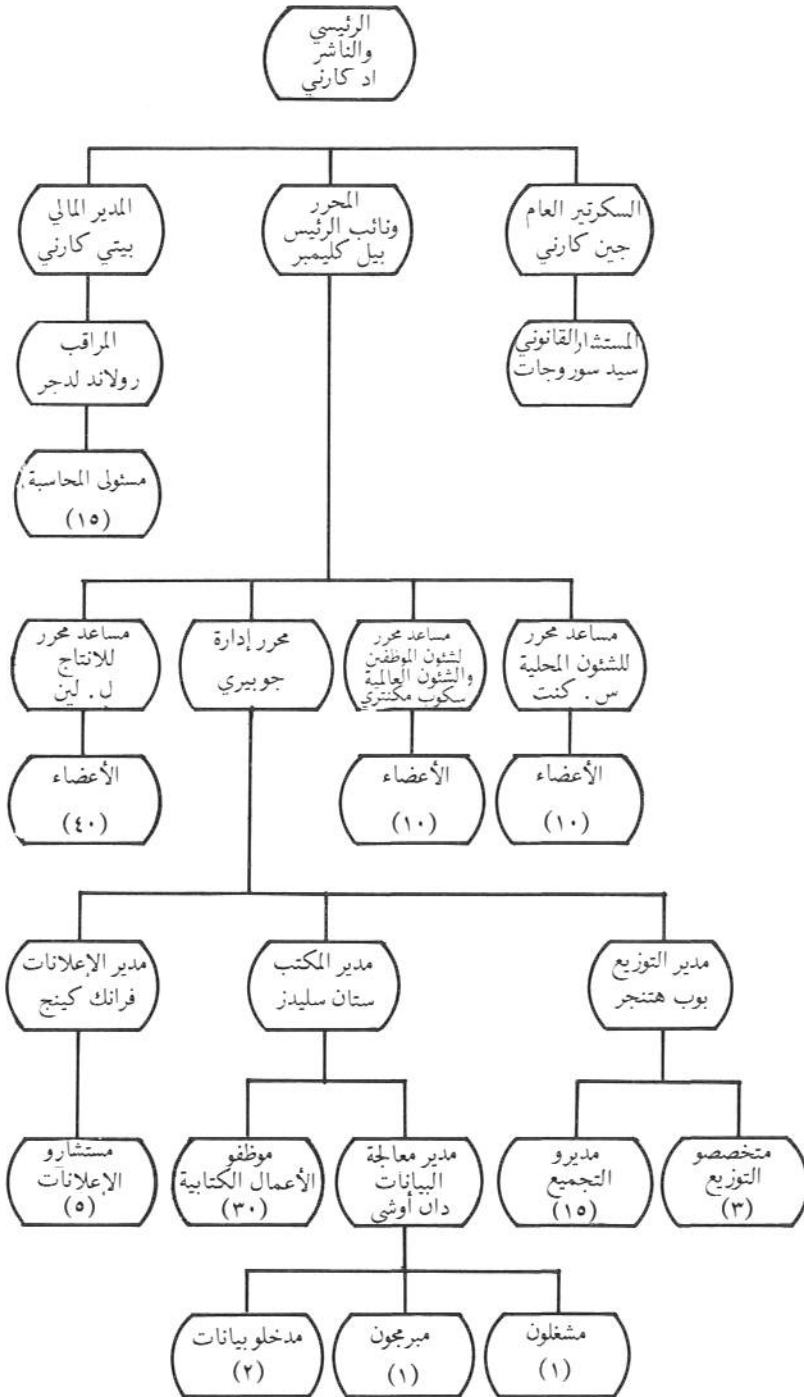 الرئيسي
والناشر
اد كارني
السكرتير العام
جين كارني
المحرر
ونائب الرئيس
بيل كليمبر
المدير المالي
بيتي كارني
المستشار القانوني
سيد سوروجات
المراقب
رولاند لدجر
مسئولى المحاسبة
(١٥)
مساعد محرر
للشئون المحلية
س . كنت
مساعد محرر
لشئون الموظفين
والشئون العالمية
سكوب مكنتري
محرر إدارة
جوبيري
مساعد محرر
للانتاج
ل . لين
الأعضاء
(١٠)
الأعضاء
(١٠)
الأعضاء
(٤٠)
مدير التوزيع
بوب هتنجر
مدير المكتب
ستان سليدز
مدير الإعلانات
فرانك كينج
متخصصو
التوزيع
(٣)
مديرو
التجميع
(١٥)
مدير معالجة
البيانات
دان أوشي
موظفو
الأعمال الكتابية
(٣٠)
مستشارو
الإعلانات
(٥)
مشغلون
(١)
مبرمجون
(١)
مدخلو بيانات
(٢)